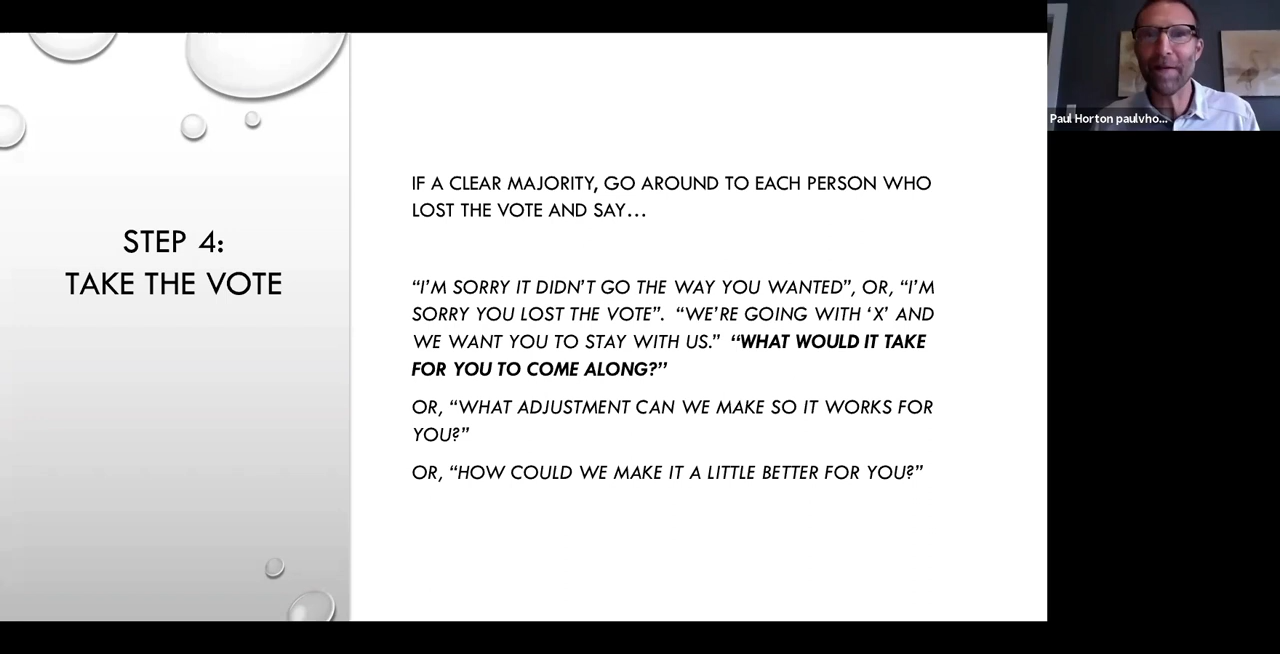 STEP 4:
TAKE THE VOTE
IF A CLEAR MAJORITY, GO AROUND TO EACH PERSON WHO
LOST THE VOTE AND SAY…
“I’M SORRY IT DIDN’T GO THE WAY YOU WANTED”, OR, “I’M
SORRY YOU LOST THE VOTE”. “WE’RE GOING WITH ‘X’ AND
WE WANT YOU TO STAY WITH US.” “WHAT WOULD IT TAKE
FOR YOU TO COME ALONG?”
OR, “WHAT ADJUSTMENT CAN WE MAKE SO IT WORKS FOR
YOU?”
OR, “HOW COULD WE MAKE IT A LITTLE BETTER FOR YOU?”
Paul Horton paulvho...